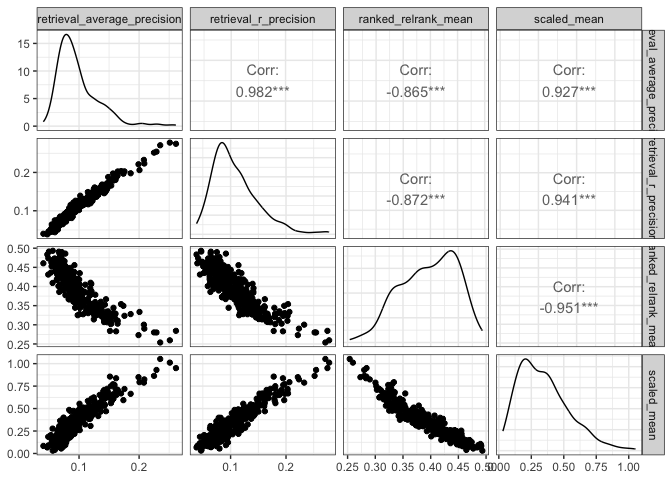 retrieval_average_precision retrieval_r_precision ranked_relrank_mean scaled_mean
15
10
5
0
Corr:
0.982***
Corr:
-0.865***
Corr:
0.927***
eval_average_preci
0.2
0.1
Corr:
-0.872***
Corr:
0.941***
retrieval_r_precision
0.50
0.45
0.40
0.35
0.30
0.25
Corr:
-0.951***
anked_relrank_mea
1.00
0.75
0.50
0.25
0.00
scaled_mean
0.1 0.2 0.1 0.2 0.25 0.30 0.35 0.40 0.45 0.50 0.00 0.25 0.50 0.75 1.00